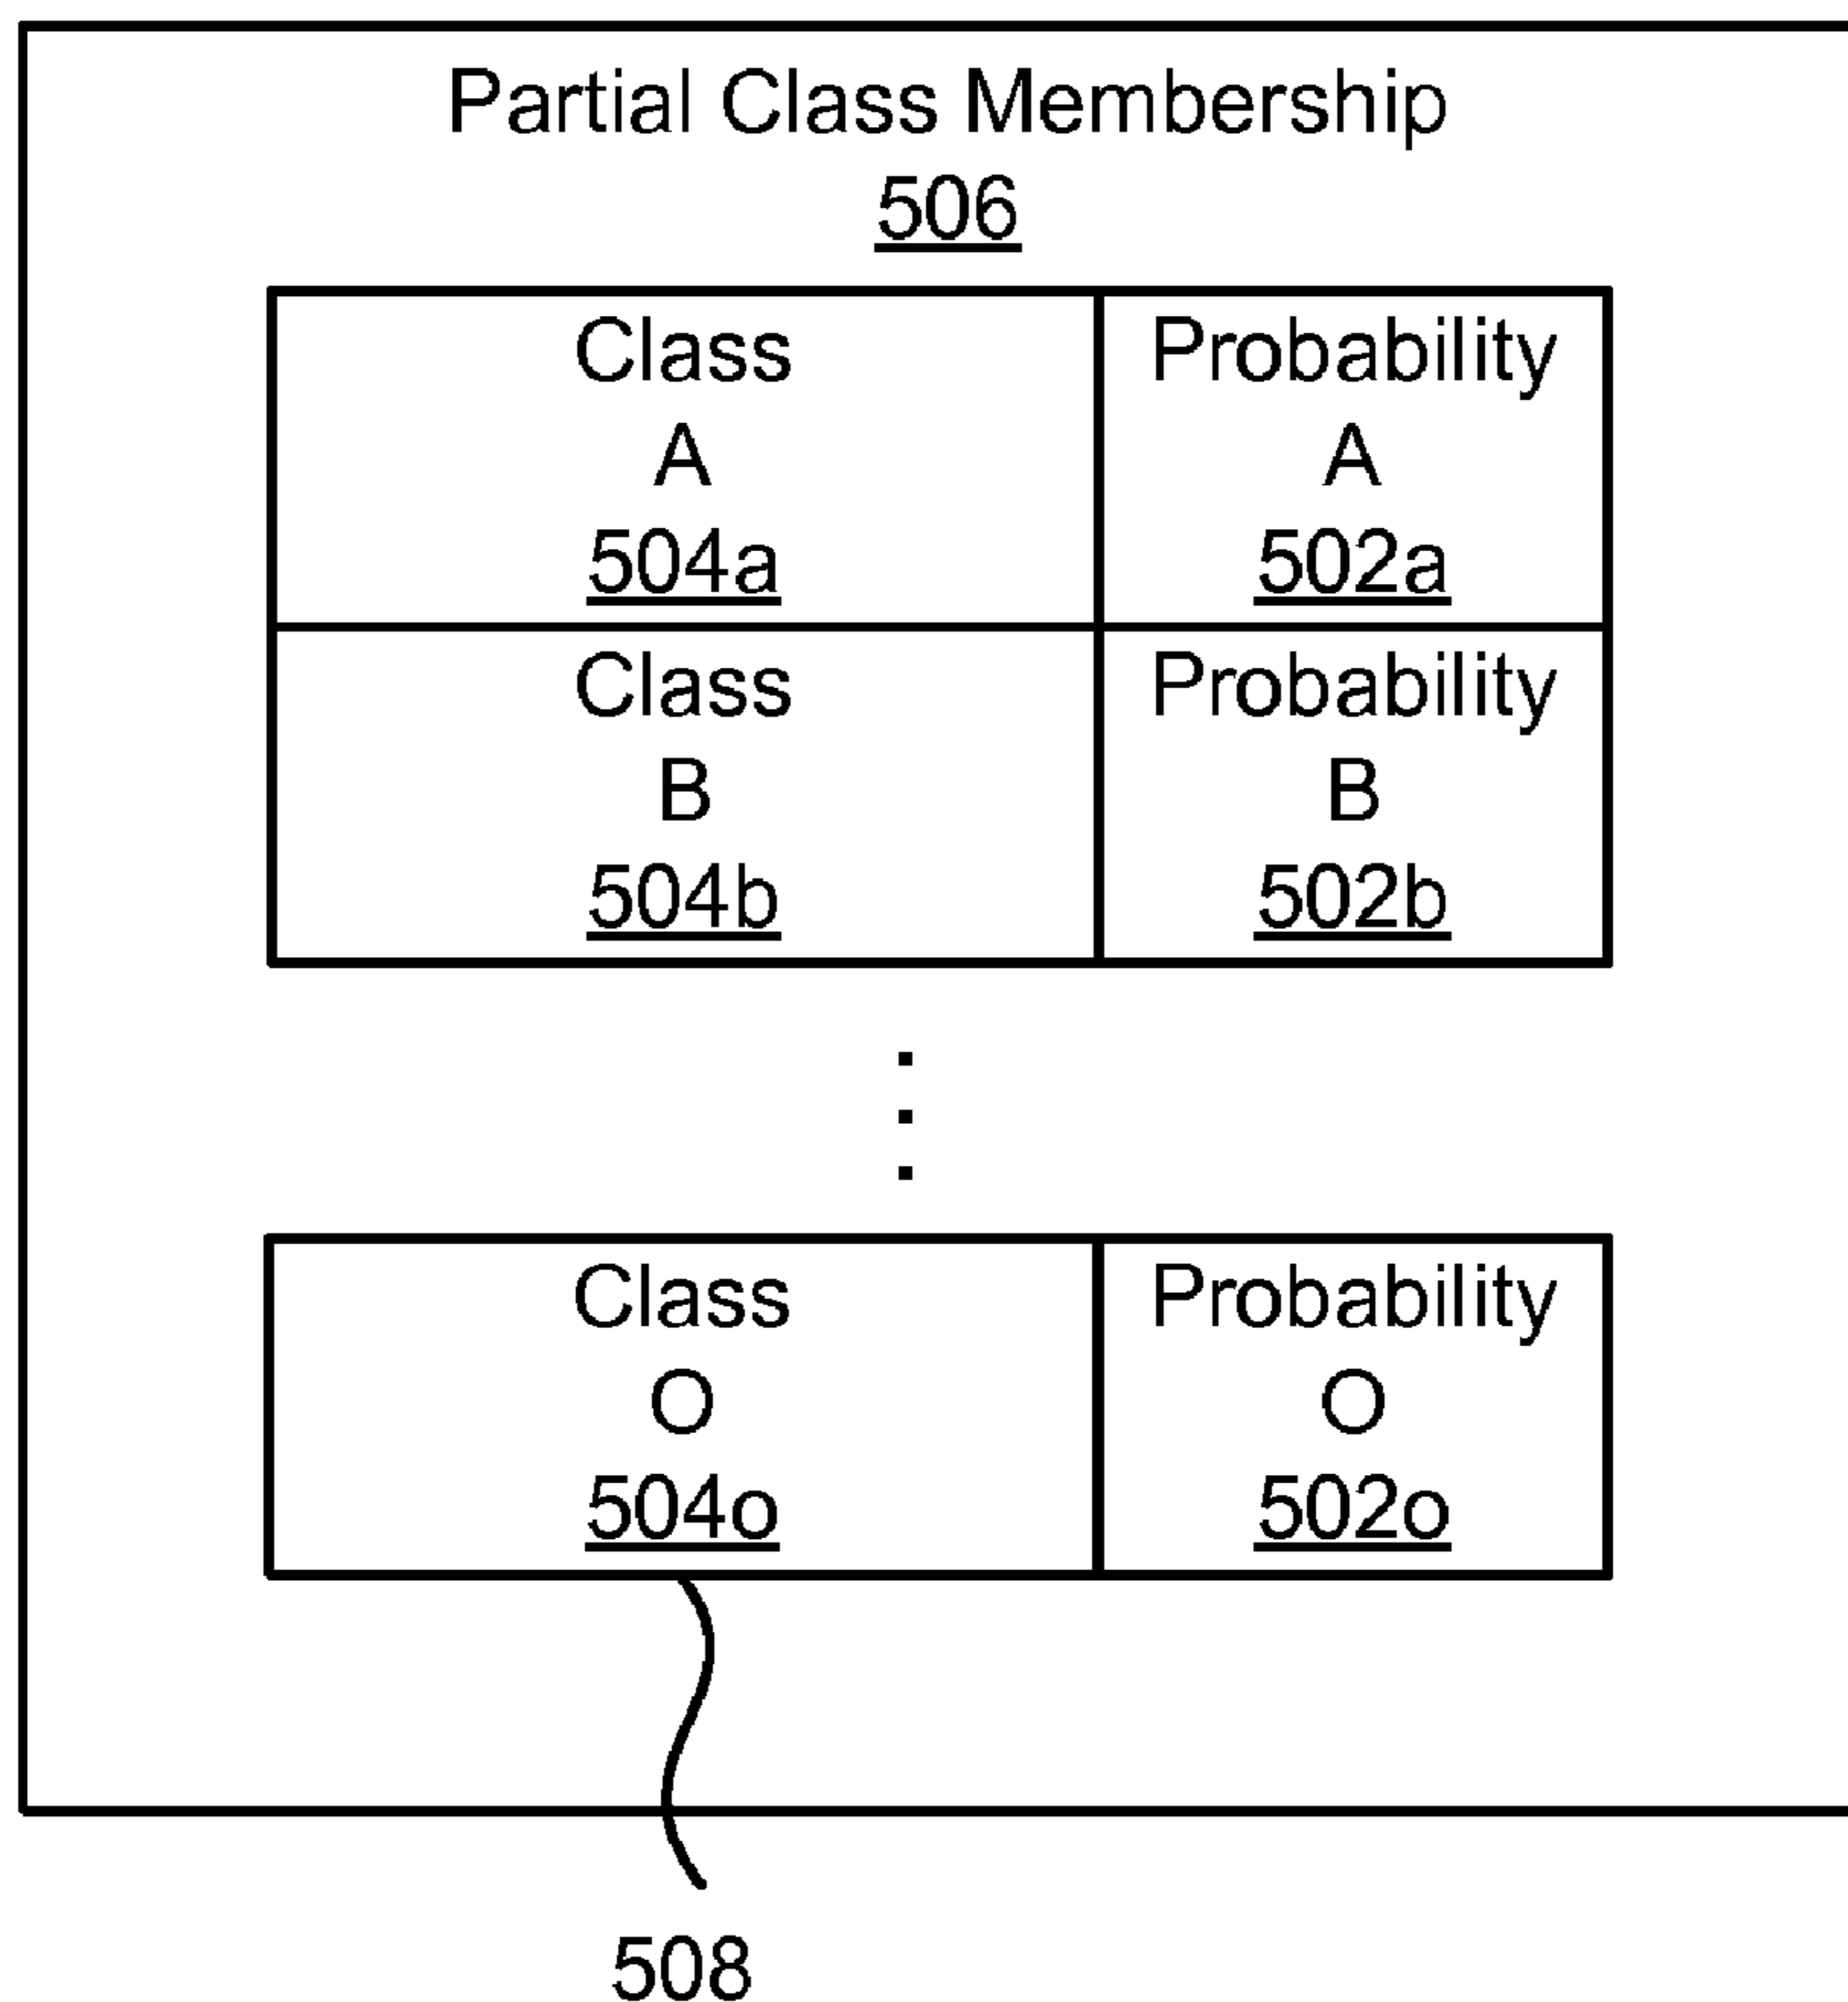 Partial Class Membership
506
Class
A
504a
Probability
A
502a
Class
B
504b
Probability
B
502b
Class
O
504o
Probability
O
502o
508